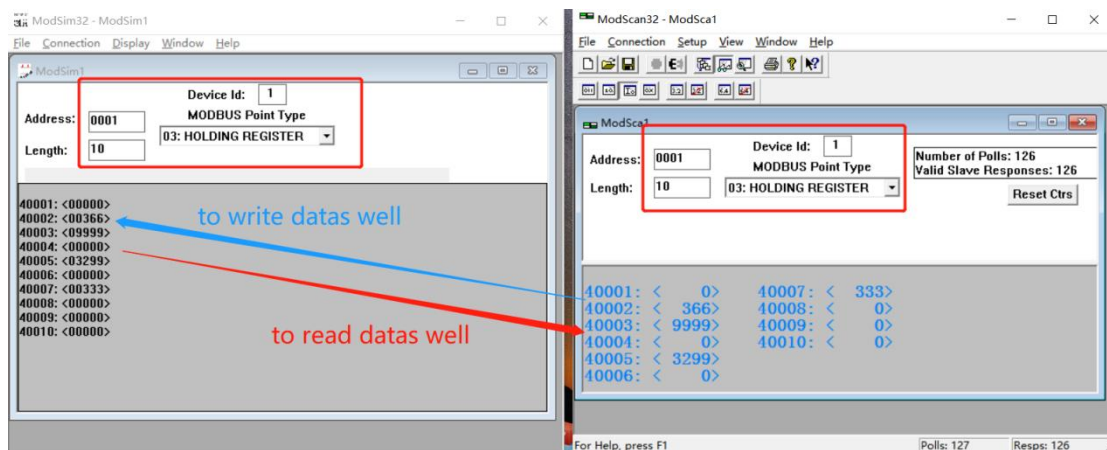 ModSim32 - ModSim1
File Connection Display Window Help
ModSim1
Device Id: 1
Address: 0001
MODBUS Point Type
03: HOLDING REGISTER
Length: 10
40001: <00000>
40002: <00366>
40003: <09999>
40004: <00000>
40005: <03299>
40006: <00000>
40007: <00333>
40008: <00000>
40009: <00000>
40010: <00000>
to write datas well
to read datas well
ModScan32 - ModSca1
File Connection Setup View Window Help
ModSca1
Device Id: 1
Address: 0001
MODBUS Point Type
Length: 10
03: HOLDING REGISTER
Number of Polls: 126
Valid Slave Responses: 126
Reset Ctrs
40001: < 0> 40007: < 333>
40002: < 366> 40008: < 0>
40003: < 9999> 40009: < 0>
40004: < 0> 40010: < 0>
40005: < 3299>
40006: < 0>
For Help, press F1
Polls: 127
Resps: 126